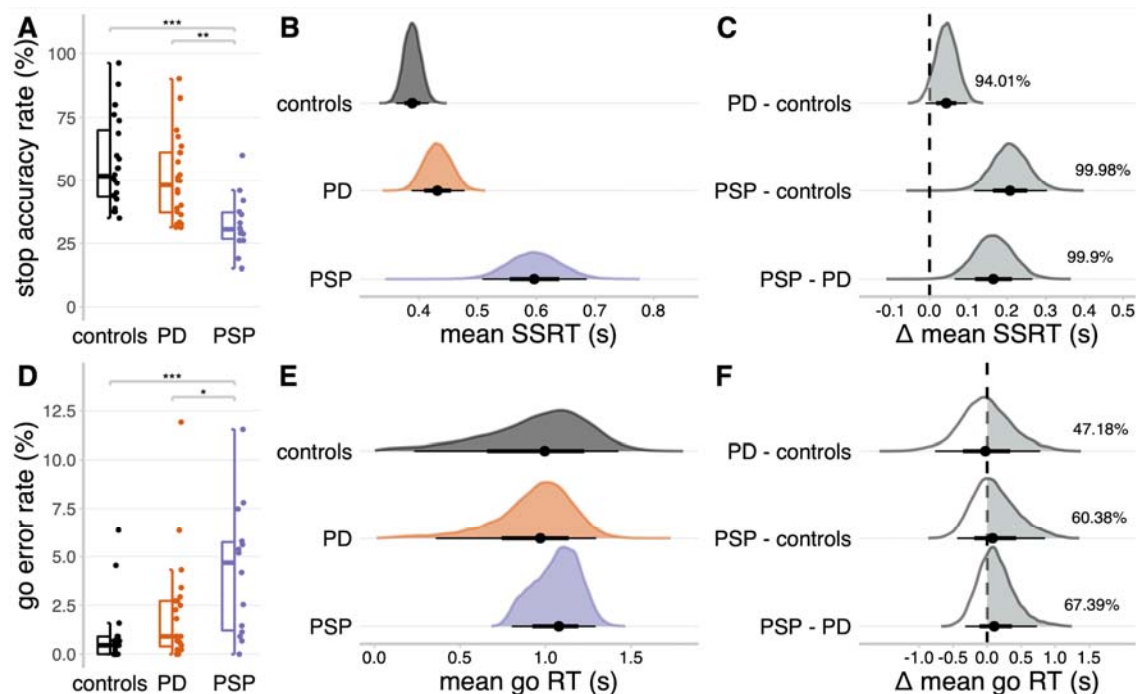 A
***
**
stop accuracy rate (%)
100
75
50
25
0
controls PD PSP
B
controls
PD
PSP
0.4 0.5 0.6 0.7 0.8
mean SSRT (s)
C
PD - controls
94.01%
PSP - controls
99.98%
PSP - PD
99.9%
-0.1 0.0 0.1 0.2 0.3 0.4 0.5
Δ mean SSRT (s)
D
***
*
go error rate (%)
12.5
10.0
7.5
5.0
2.5
0.0
controls PD PSP
E
controls
PD
PSP
0.0 0.5 1.0 1.5
mean go RT (s)
F
PD - controls
47.18%
PSP - controls
60.38%
PSP - PD
67.39%
-1.0 -0.5 0.0 0.5 1.0 1.5
Δ mean go RT (s)